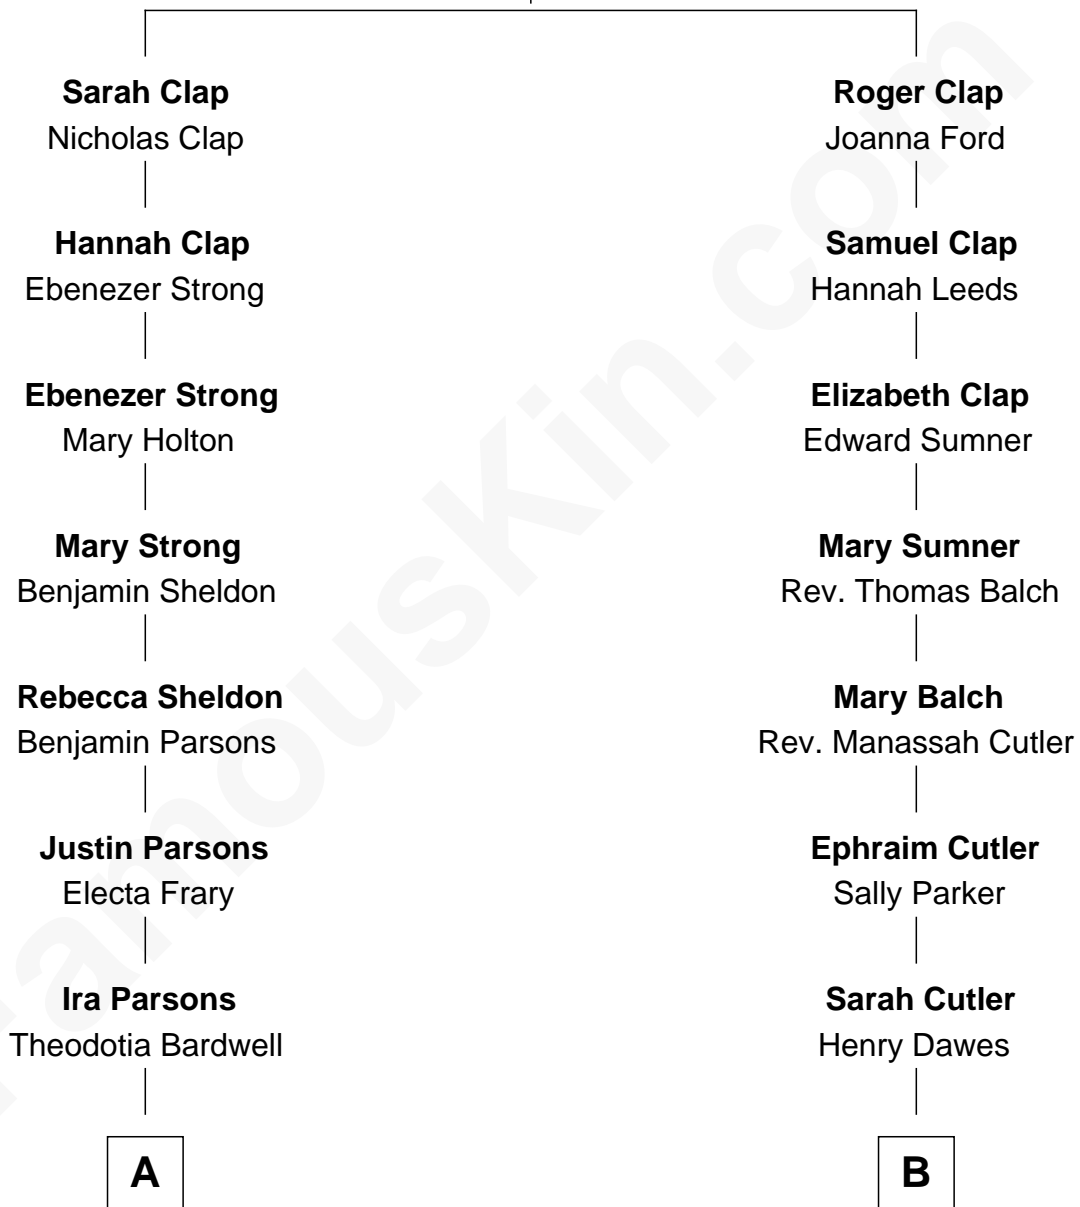 Sarah Clap
Nicholas Clap
Hannah Clap
Ebenezer Strong
Ebenezer Strong
Mary Holton
Mary Strong
Benjamin Sheldon
Rebecca Sheldon
Benjamin Parsons
Justin Parsons
Electa Frary
Ira Parsons
Theodotia Bardwell
A
Roger Clap
Joanna Ford
Samuel Clap
Hannah Leeds
Elizabeth Clap
Edward Sumner
Mary Sumner
Rev. Thomas Balch
Mary Balch
Rev. Manassah Cutler
Ephraim Cutler
Sally Parker
Sarah Cutler
Henry Dawes
B
FamousKin.com